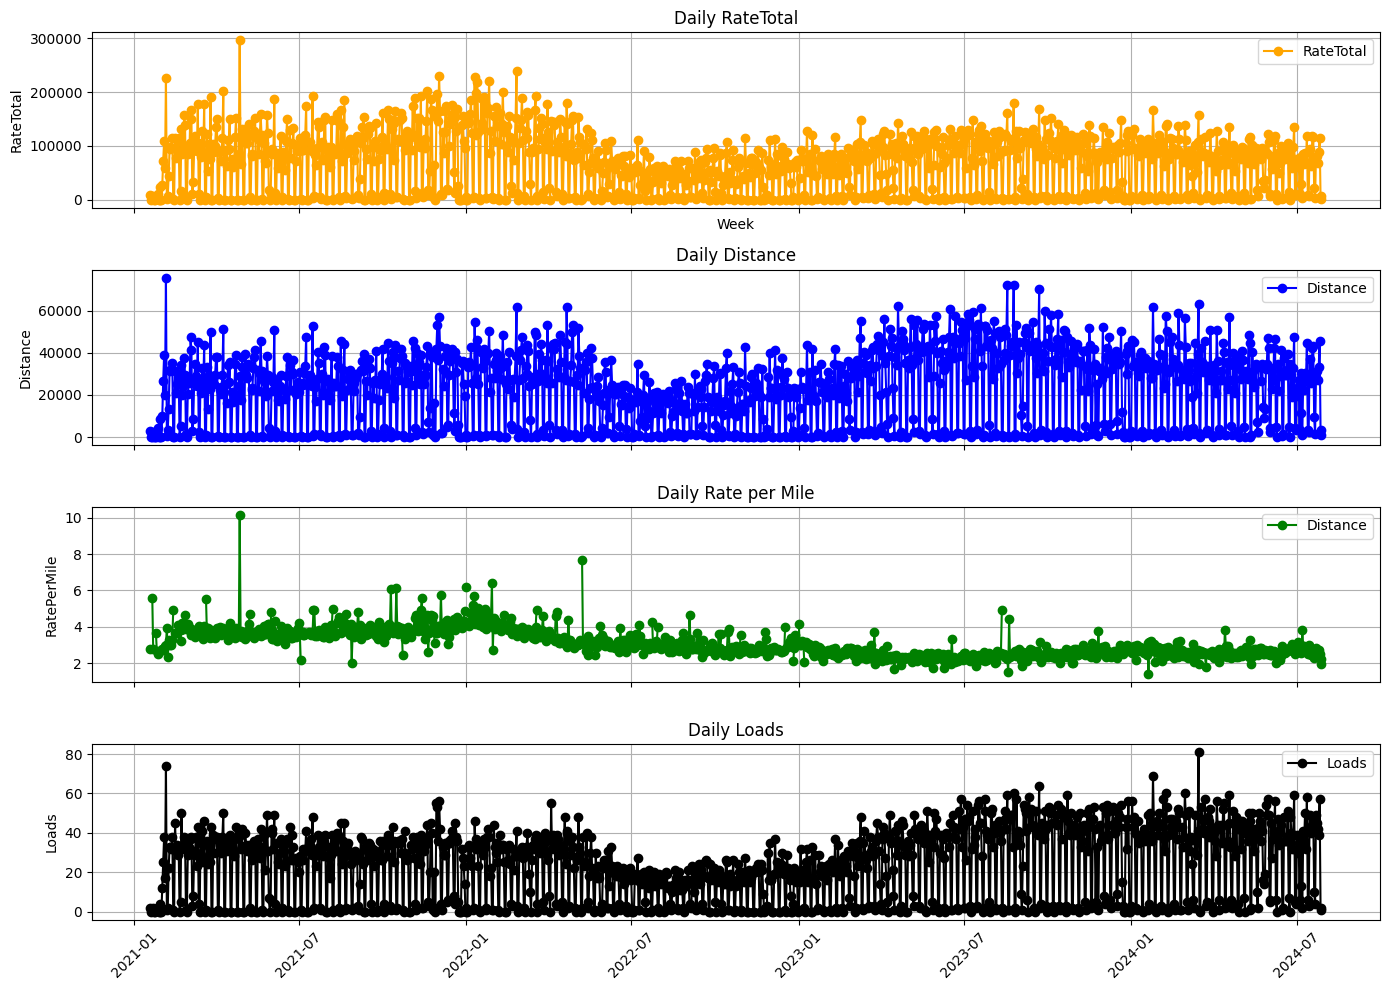 Daily RateTotal
300000
200000
100000
0
RateTotal
RateTotal
Week
Daily Distance
60000
40000
20000
0
Distance
Distance
Daily Rate per Mile
10
8
6
4
2
RatePerMile
Distance
Daily Loads
80
60
40
20
0
Loads
Loads
2021-01
2021-07
2022-01
2022-07
2023-01
2023-07
2024-01
2024-07